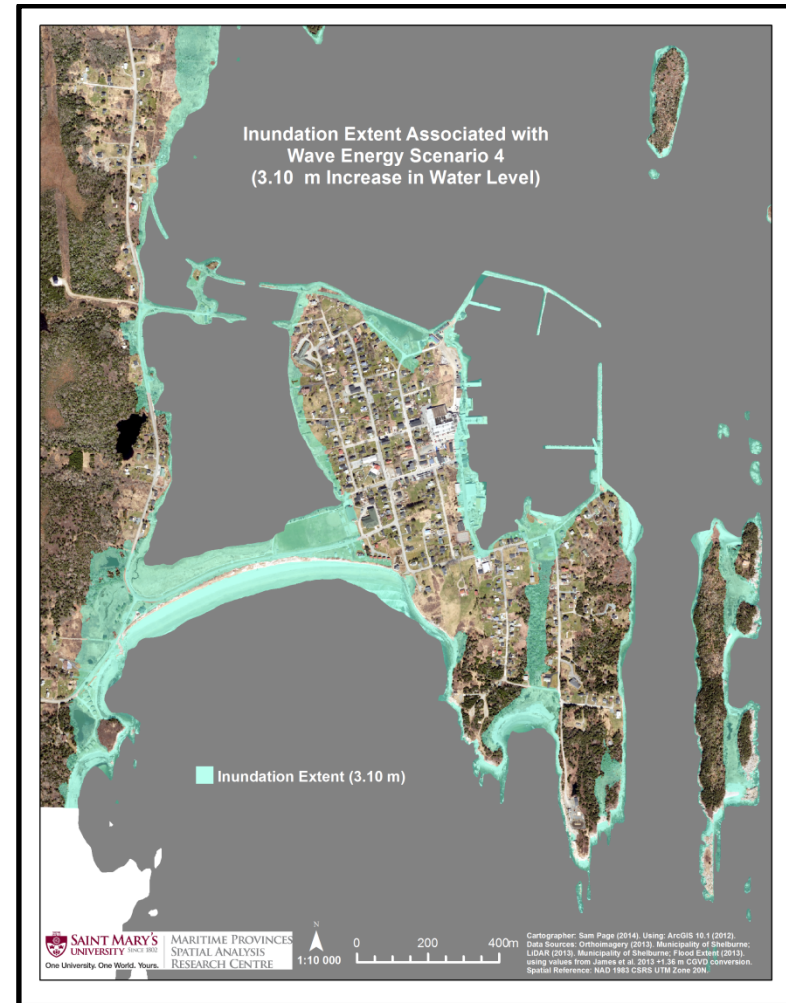 Inundation Extent Associated with
Wave Energy Scenario 4
(3.10 m Increase in Water Level)
Inundation Extent (3.10 m)
SAINT MARY'S
UNIVERSITY SINCE 1802
One University. One World. Yours.
MARITIME PROVINCES
SPATIAL ANALYSIS
RESEARCH CENTRE
N
1:10 000
0 200 400m
Cartographer: Sam Page (2014). Using: ArcGIS 10.1 (2012).
Data Sources: Orthoimagery (2013). Municipality of Shelburne;
LiDAR (2013). Municipality of Shelburne; Flood Extent (2013).
using values from James et al. 2013 +1.36 m CGVD conversion.
Spatial Reference: NAD 1983 CSRS UTM Zone 20N